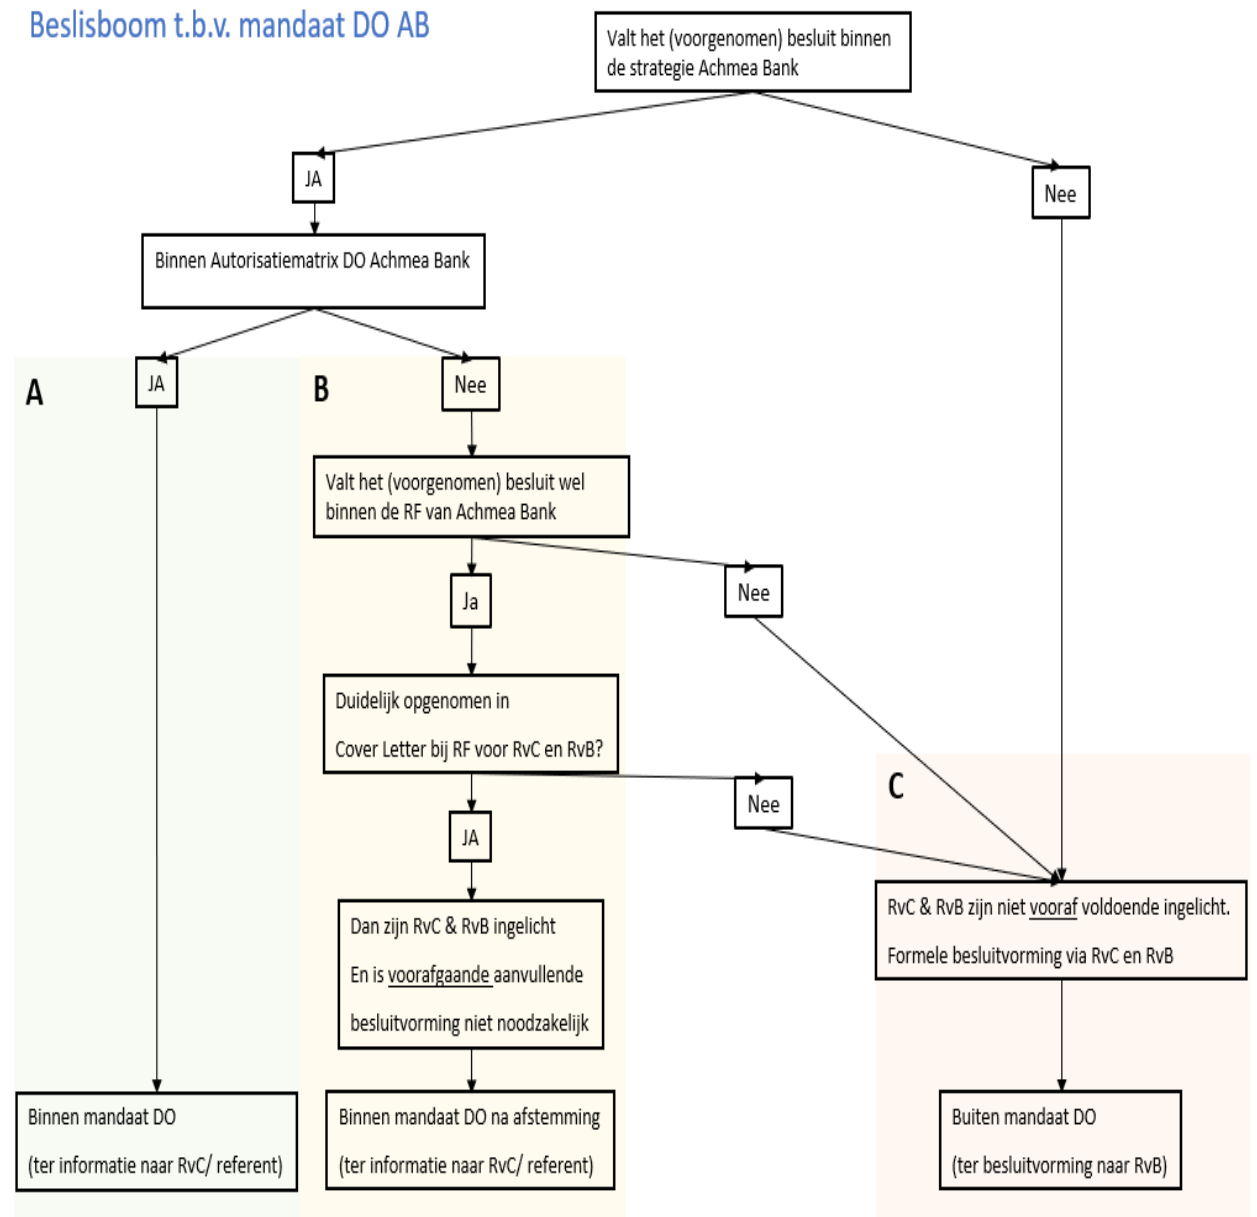 Beslisboom t.b.v. mandaat DO AB
Valt het (voorgenomen) besluit binnen
de strategie Achmea Bank
JA
Nee
Binnen Autorisatiematrix DO Achmea Bank
A
JA
B
Nee
Valt het (voorgenomen) besluit wel
binnen de RF van Achmea Bank
Ja
Nee
Duidelijk opgenomen in
Cover Letter bij RF voor RvC en RvB?
JA
Nee
C
Dan zijn RvC & RvB ingelicht
En is voorafgaande aanvullende
besluitvorming niet noodzakelijk
RvC & RvB zijn niet vooraf voldoende ingelicht.
Formele besluitvorming via RvC en RvB
Binnen mandaat DO
(ter informatie naar RvC/ referent)
Binnen mandaat DO na afstemming
(ter informatie naar RvC/ referent)
Buiten mandaat DO
(ter besluitvorming naar RvB)